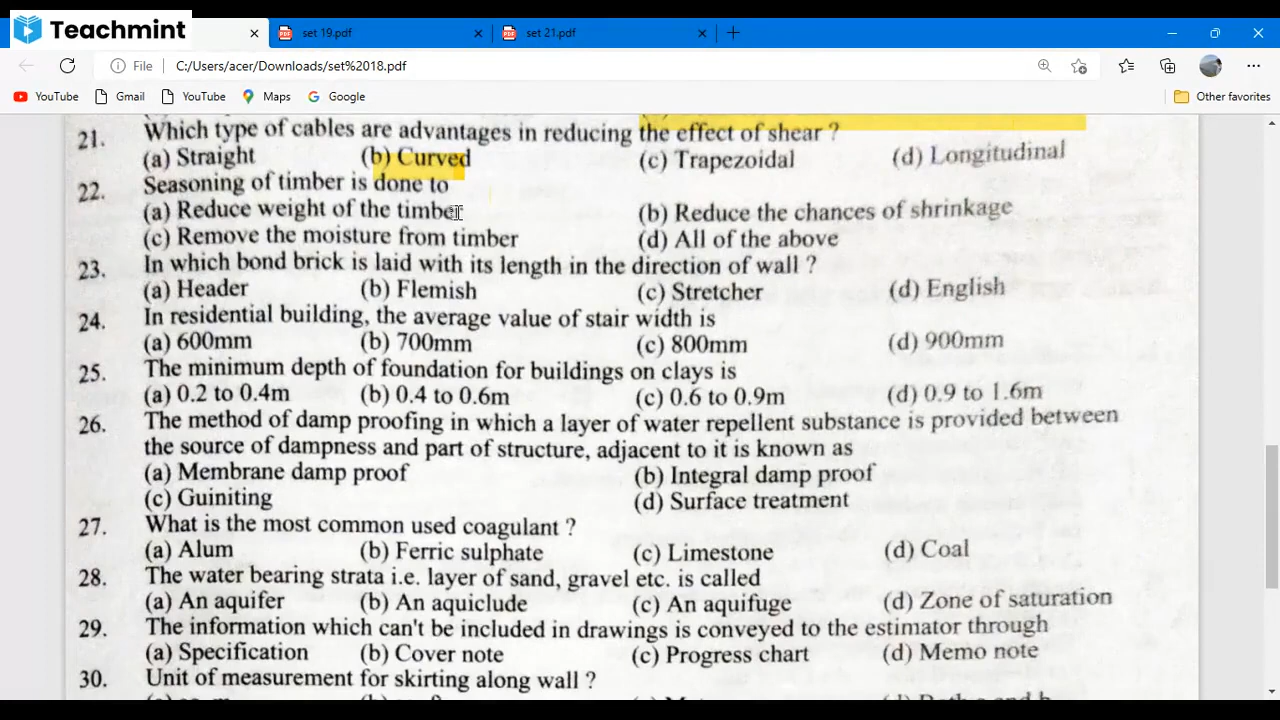 Teachmint
set 19.pdf
set 21.pdf
File C:/Users/acer/Downloads/set%2018.pdf
YouTube Gmail YouTube Maps Google Other favorites
21. Which type of cables are advantages in reducing the effect of shear ?
(a) Straight (b) Curved (c) Trapezoidal (d) Longitudinal
22. Seasoning of timber is done to
(a) Reduce weight of the timber (b) Reduce the chances of shrinkage
(c) Remove the moisture from timber (d) All of the above
23. In which bond brick is laid with its length in the direction of wall ?
(a) Header (b) Flemish (c) Stretcher (d) English
24. In residential building, the average value of stair width is
(a) 600mm (b) 700mm (c) 800mm (d) 900mm
25. The minimum depth of foundation for buildings on clays is
(a) 0.2 to 0.4m (b) 0.4 to 0.6m (c) 0.6 to 0.9m (d) 0.9 to 1.6m
26. The method of damp proofing in which a layer of water repellent substance is provided between
the source of dampness and part of structure, adjacent to it is known as
(a) Membrane damp proof (b) Integral damp proof
(c) Guiniting (d) Surface treatment
27. What is the most common used coagulant ?
(a) Alum (b) Ferric sulphate (c) Limestone (d) Coal
28. The water bearing strata i.e. layer of sand, gravel etc. is called
(a) An aquifer (b) An aquiclude (c) An aquifuge (d) Zone of saturation
29. The information which can't be included in drawings is conveyed to the estimator through
(a) Specification (b) Cover note (c) Progress chart (d) Memo note
30. Unit of measurement for skirting along wall ?